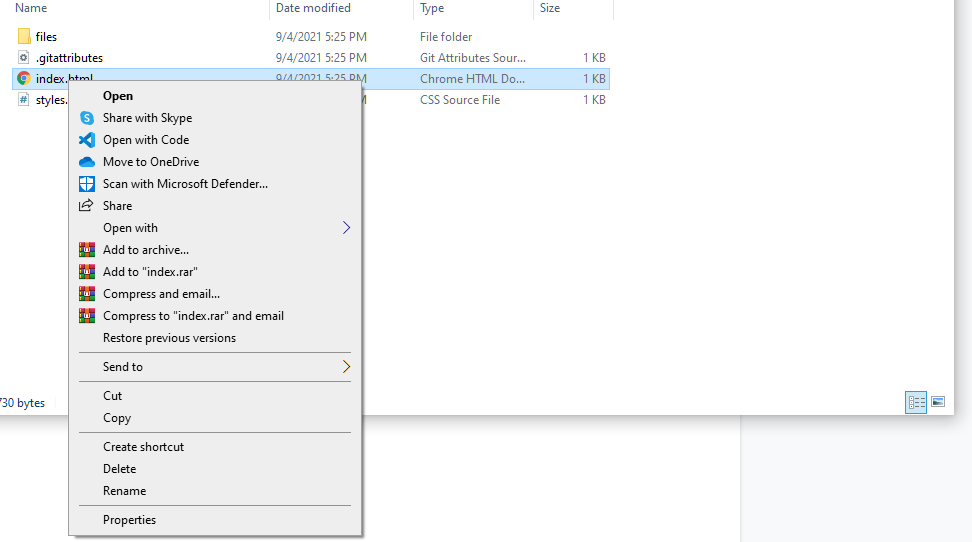 Name Date modified Type Size
files 9/4/2021 5:25 PM File folder
.gitattributes 9/4/2021 5:25 PM Git Attributes Sour... 1 KB
index.html 9/4/2021 5:25 PM Chrome HTML Do... 1 KB
styles. CSS Source File 1 KB
Open
Share with Skype
Open with Code
Move to OneDrive
Scan with Microsoft Defender...
Share
Open with
Add to archive...
Add to "index.rar"
Compress and email...
Compress to "index.rar" and email
Restore previous versions
Send to
730 bytes
Cut
Copy
Create shortcut
Delete
Rename
Properties